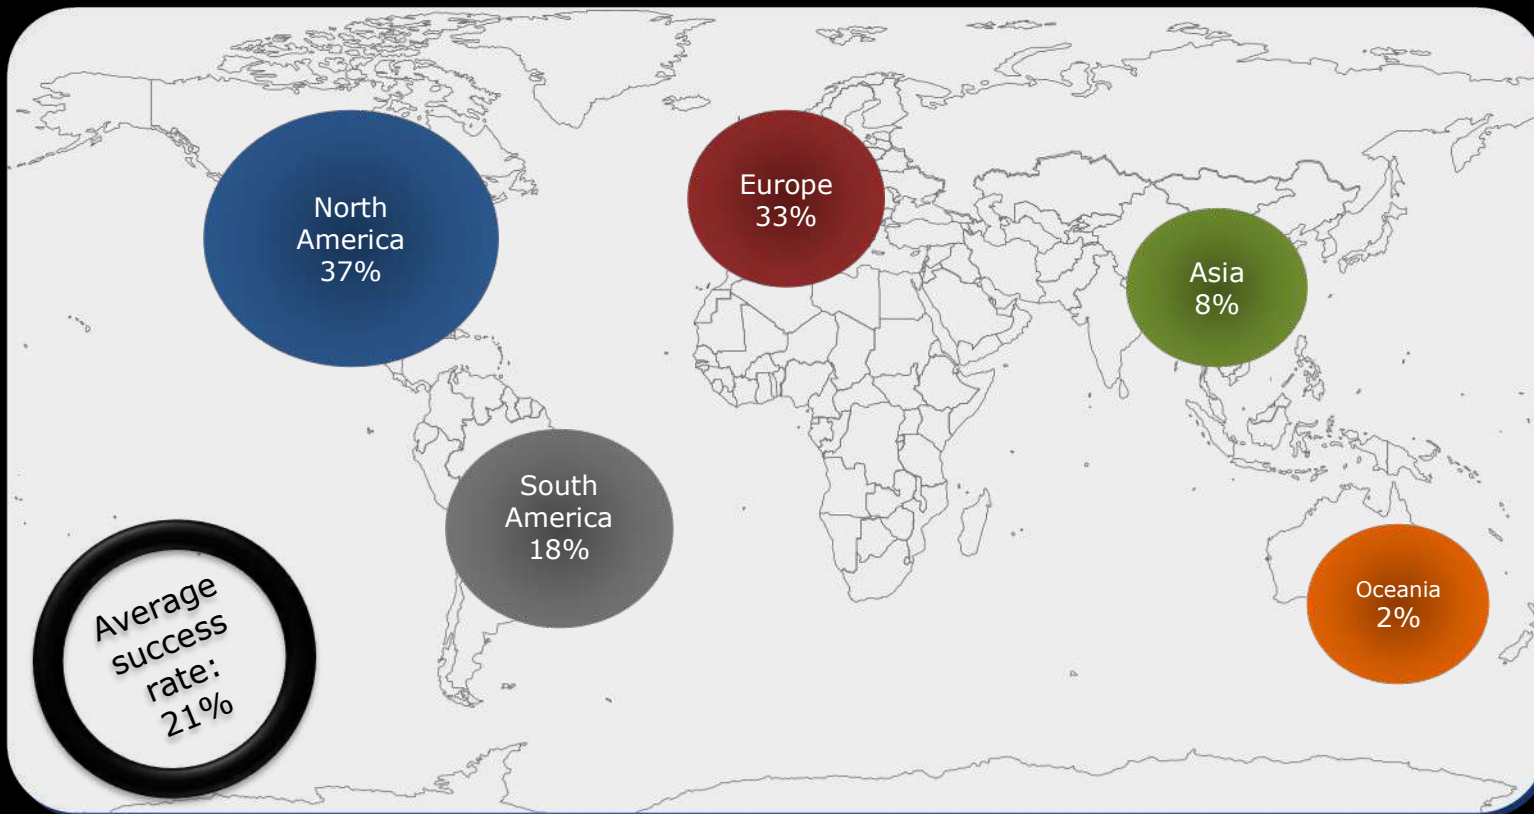 North
America
37%
Europe
33%
Asia
8%
South
America
18%
Oceania
2%
Average
success
rate:
21%